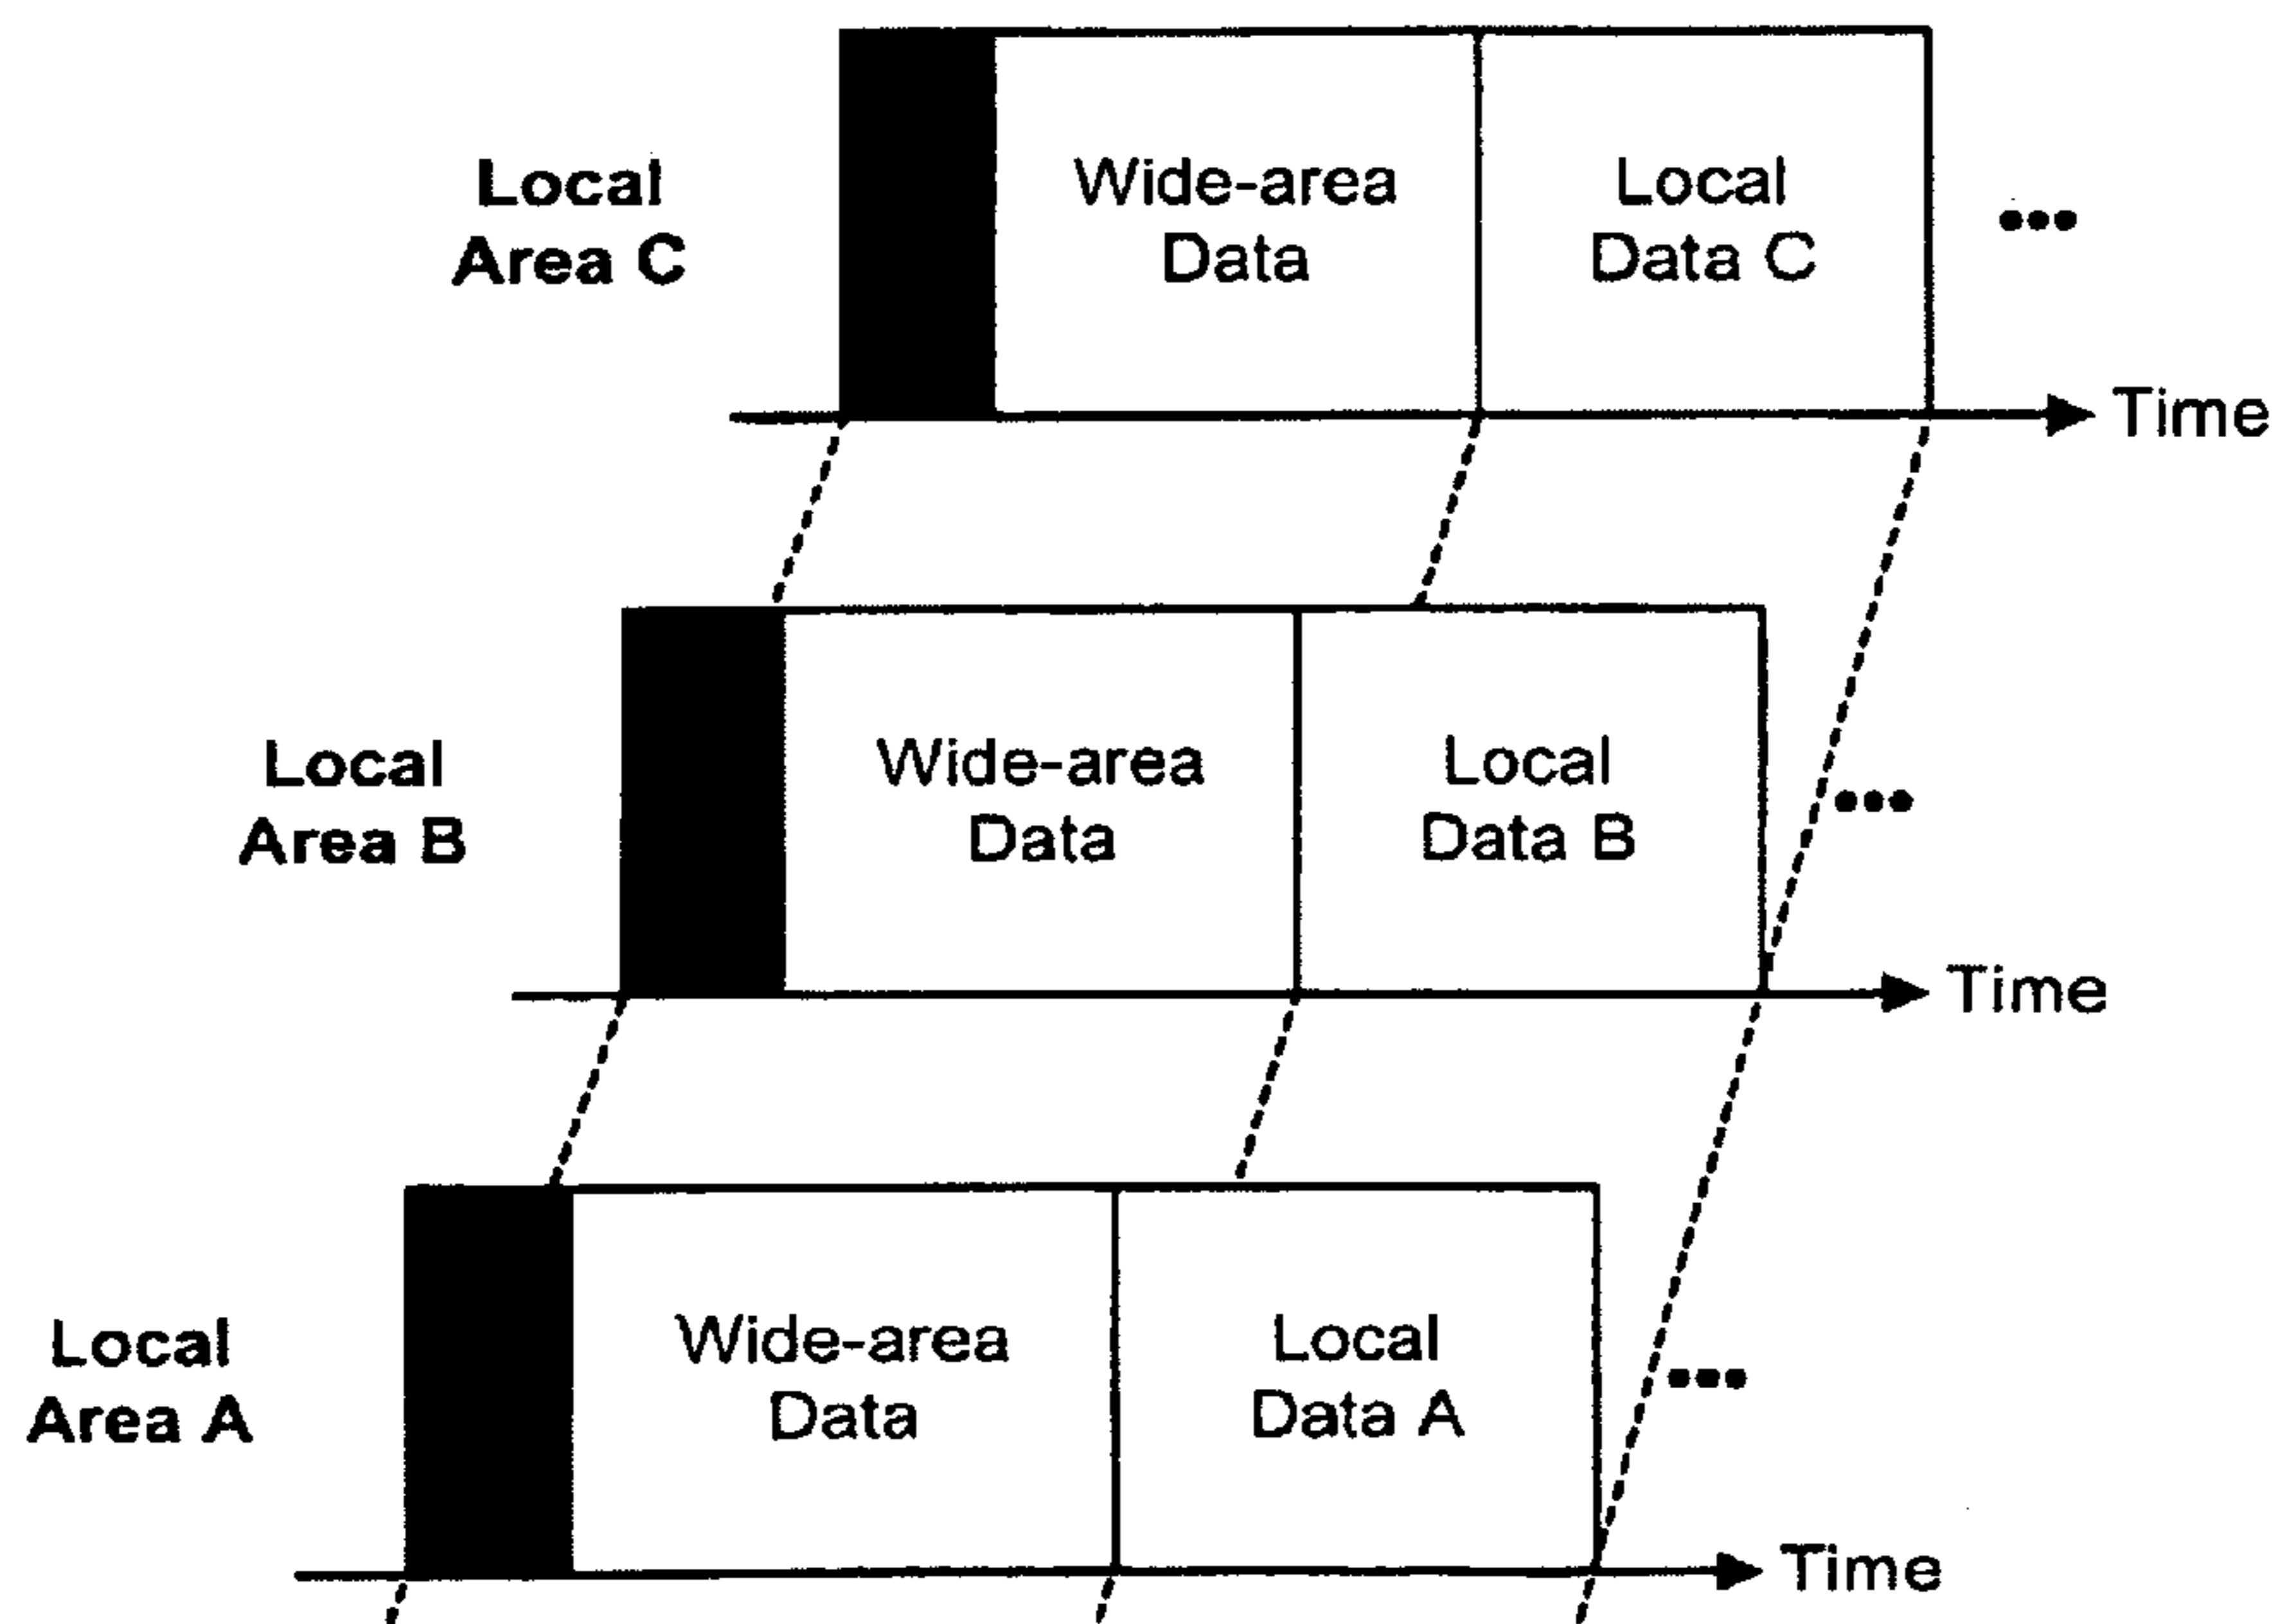 Local
Area C
Wide-area
Data
Local
Data C
•••
Time
Local
Area B
Wide-area
Data
Local
Data B
•••
Time
Local
Area A
Wide-area
Data
Local
Data A
•••
Time